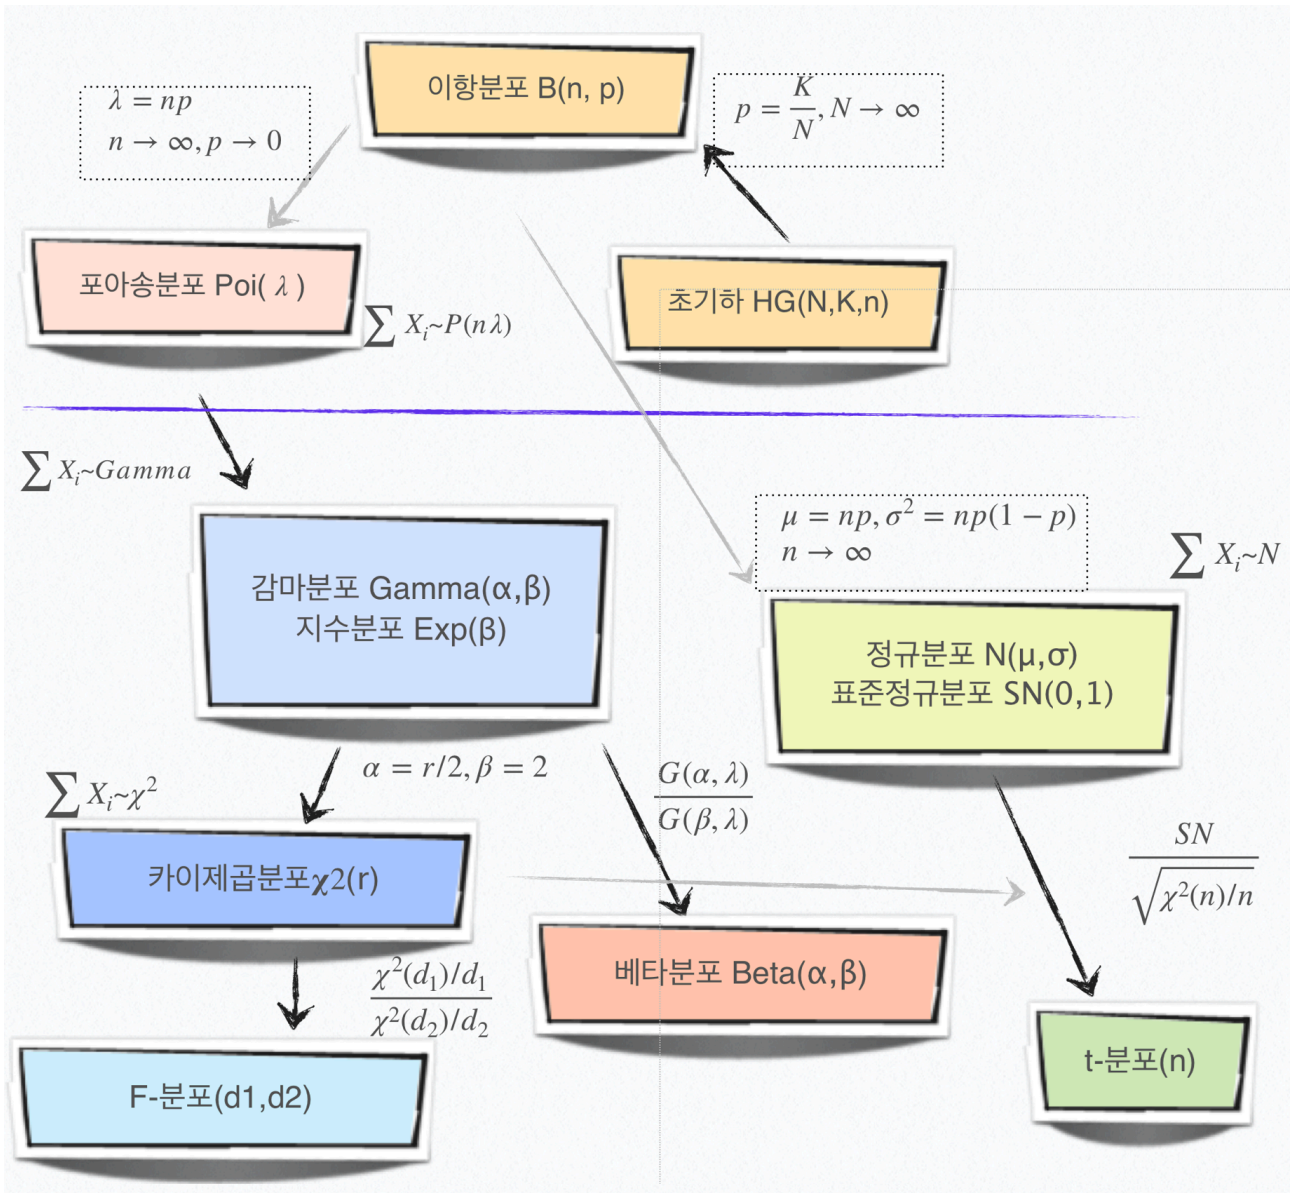 이항분포 B(n, p)
λ = np
n → ∞, p → 0
p = K/N, N → ∞
포아송분포 Poi( λ )
초기하 HG(N,K,n)
∑ Xᵢ~P(n λ)
∑ Xᵢ~Gamma
μ = np, σ² = np(1 − p)
n → ∞
∑ Xᵢ~N
감마분포 Gamma(α,β)
지수분포 Exp(β)
정규분포 N(μ,σ)
표준정규분포 SN(0,1)
α = r/2, β = 2
∑ Xᵢ~χ²
G(α, λ)
G(β, λ)
SN
√χ²(n)/n
카이제곱분포χ2(r)
베타분포 Beta(α,β)
χ²(d₁)/d₁
χ²(d₂)/d₂
t-분포(n)
F-분포(d1,d2)